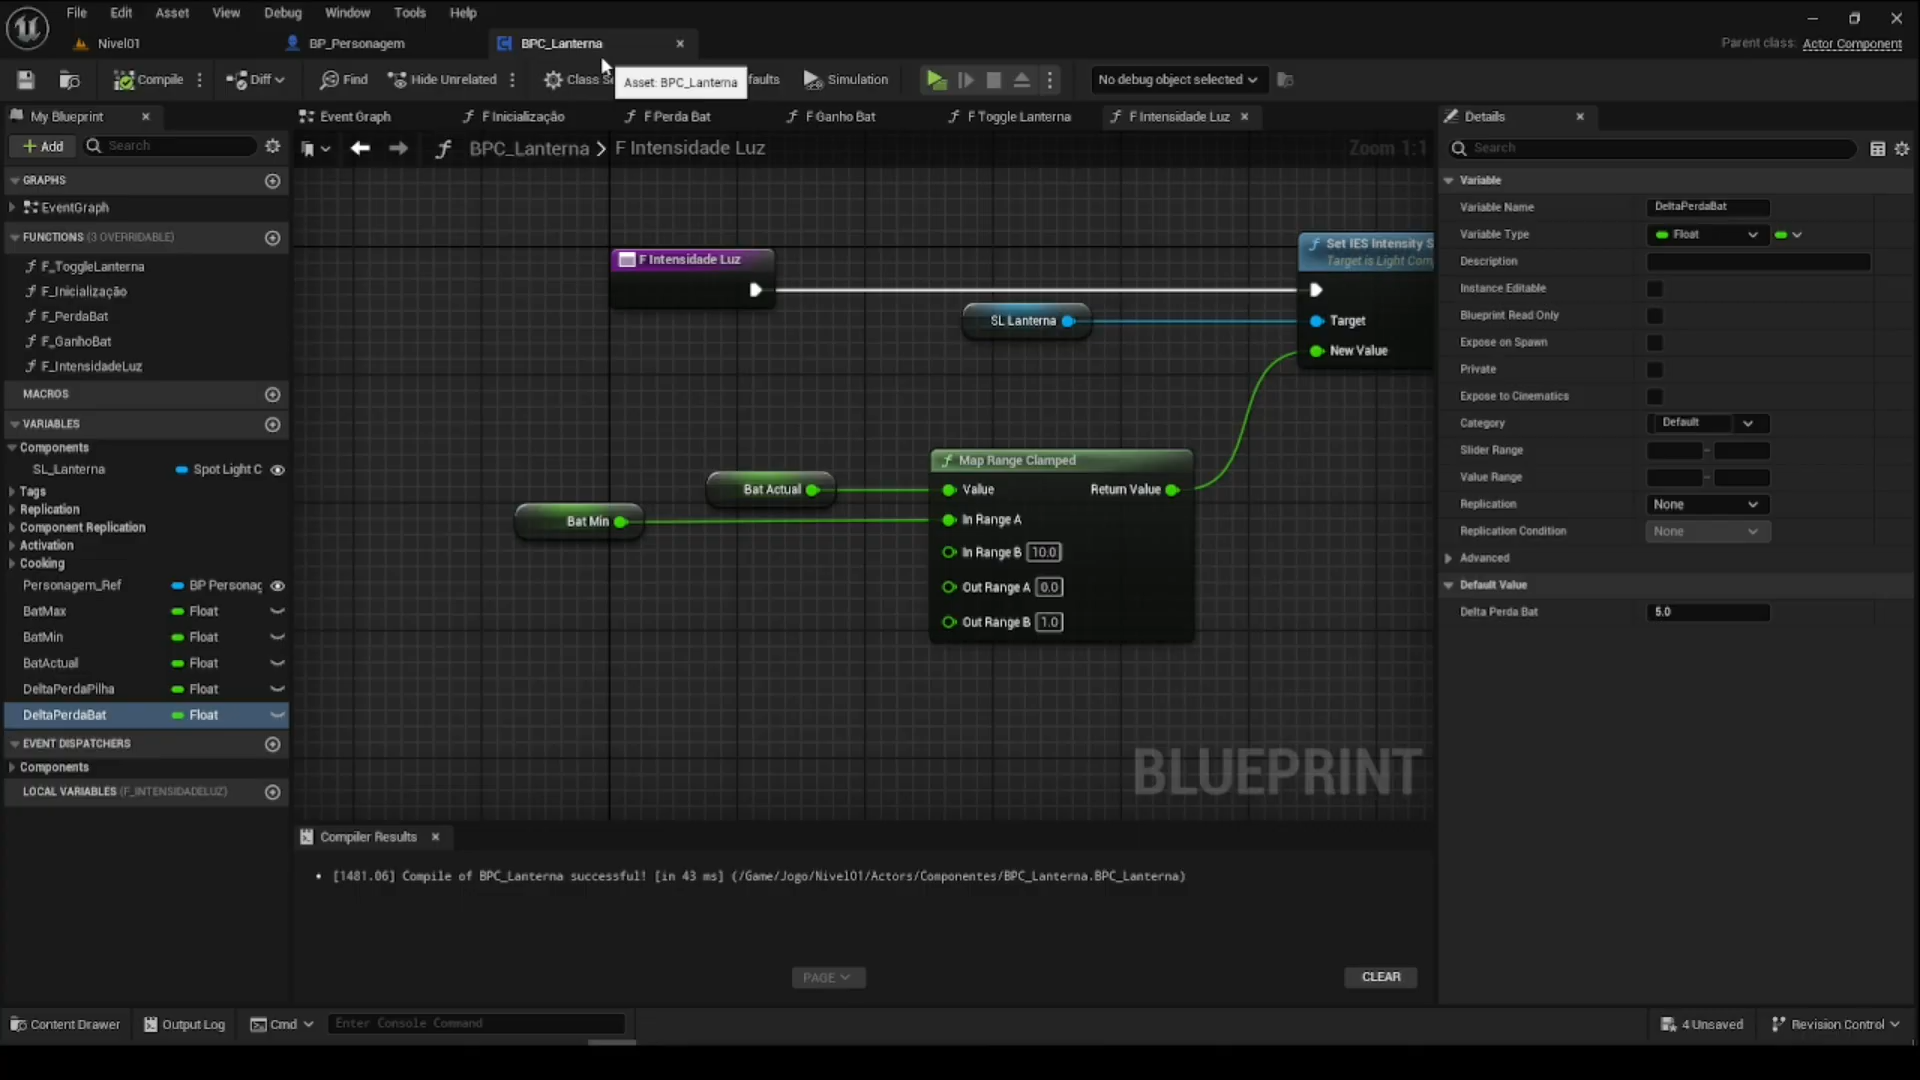 File Edit Asset View Debug Window Tools Help
Nivel01 BP_Personagem BPC_Lanterna
Parent class: Actor Component
Compile Diff Find Hide Unrelated Class Se faults Simulation No debug object selected
Asset: BPC_Lanterna
My Blueprint
Event Graph F Inicialização F Perda Bat F Ganho Bat F Toggle Lanterna F Intensidade Luz
Details
Add Search
BPC_Lanterna > F Intensidade Luz
Zoom 1:1
Search
GRAPHS
EventGraph
FUNCTIONS (3 OVERRIDABLE)
F_ToggleLanterna
F_Inicialização
F_PerdaBat
F_GanhoBat
F_IntensidadeLuz
MACROS
VARIABLES
Components
SL_Lanterna Spot Light C
Tags
Replication
Component Replication
Activation
Cooking
Personagem_Ref BP Personag
BatMax Float
BatMin Float
BatActual Float
DeltaPerdaPilha Float
DeltaPerdaBat Float
EVENT DISPATCHERS
Components
LOCAL VARIABLES (F_INTENSIDADELUZ)
F Intensidade Luz
Set IES Intensity S
Target is Light Com
SL Lanterna
Target
New Value
Map Range Clamped
Bat Actual
Value Return Value
Bat Min
In Range A
In Range B 10.0
Out Range A 0.0
Out Range B 1.0
BLUEPRINT
Variable
Variable Name DeltaPerdaBat
Variable Type Float
Description
Instance Editable
Blueprint Read Only
Expose on Spawn
Private
Expose to Cinematics
Category Default
Slider Range
Value Range
Replication None
Replication Condition None
Advanced
Default Value
Delta Perda Bat 5.0
Compiler Results
[1481.06] Compile of BPC_Lanterna successful! [in 43 ms] (/Game/Jogo/Nivel01/Actors/Componentes/BPC_Lanterna.BPC_Lanterna)
PAGE
CLEAR
Content Drawer Output Log Cmd Enter Console Command
4 Unsaved Revision Control